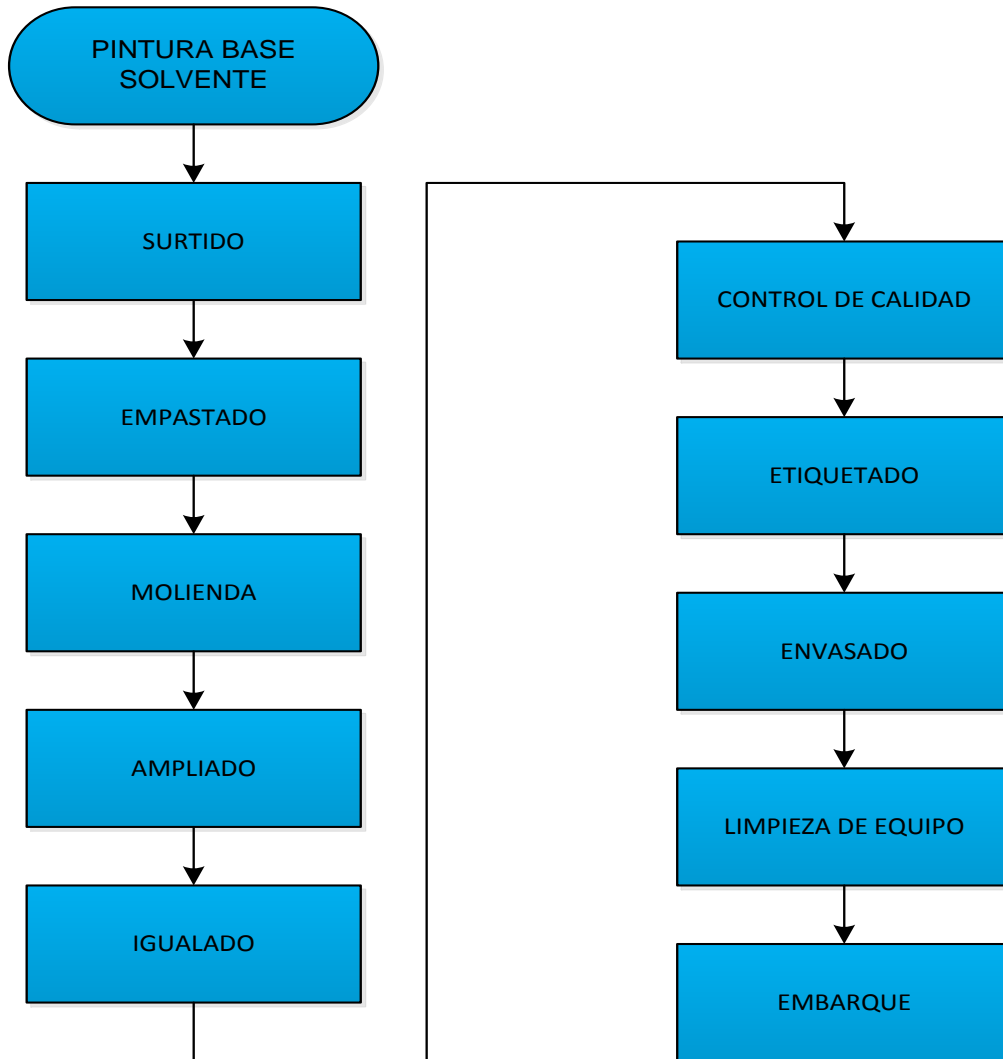 PINTURA BASE
SOLVENTE
SURTIDO
EMPASTADO
MOLIENDA
AMPLIADO
IGUALADO
CONTROL DE CALIDAD
ETIQUETADO
ENVASADO
LIMPIEZA DE EQUIPO
EMBARQUE